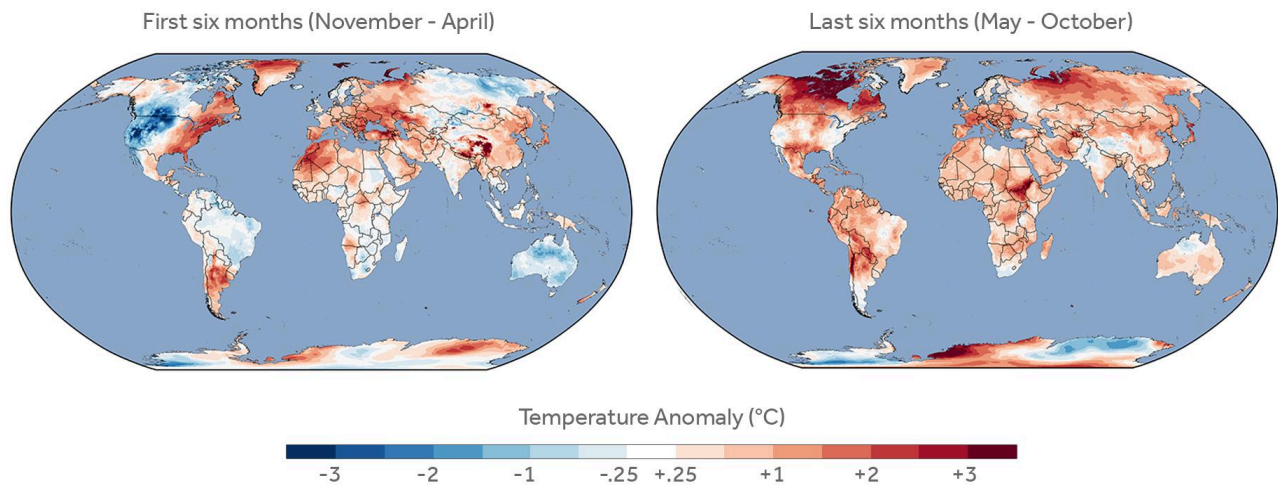 First six months (November - April)
Last six months (May - October)
Temperature Anomaly (°C)
-3 -2 -1 -.25 +.25 +1 +2 +3